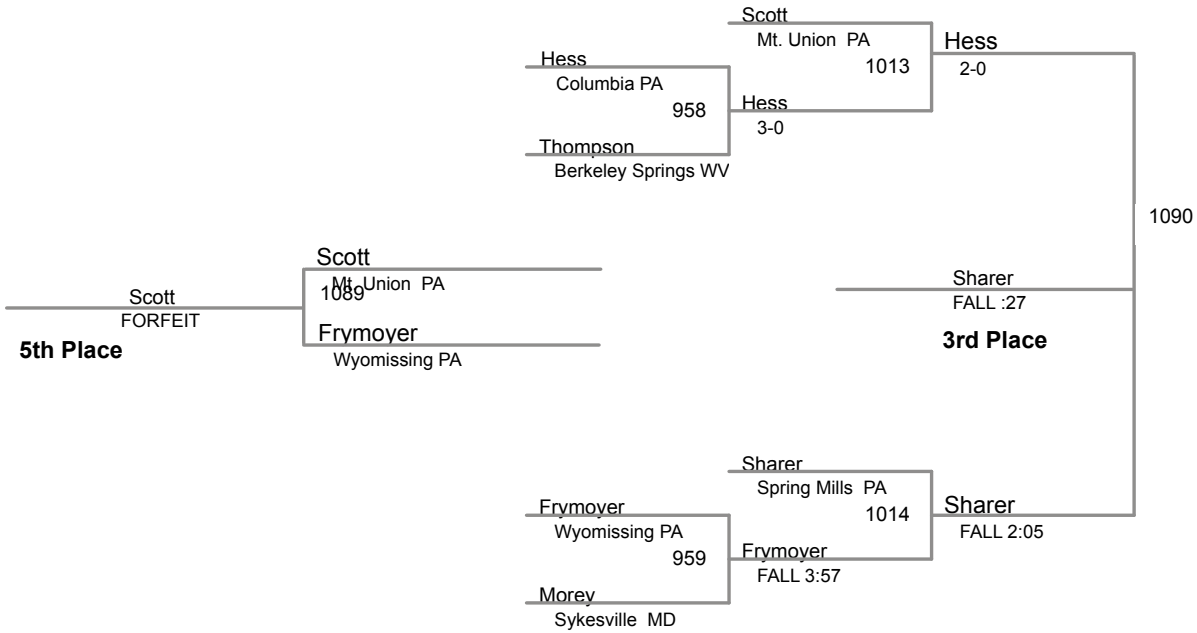 Scott
Mt. Union PA
1013
Hess
2-0
Hess
Columbia PA
958
Hess
3-0
Thompson
Berkeley Springs WV
1090
Scott
Mt. Union PA
1089
Scott
FORFEIT
5th Place
Frymoyer
Wyomissing PA
Sharer
FALL :27
3rd Place
Sharer
Spring Mills PA
1014
Sharer
FALL 2:05
Frymoyer
Wyomissing PA
959
Frymoyer
FALL 3:57
Morey
Sykesville MD